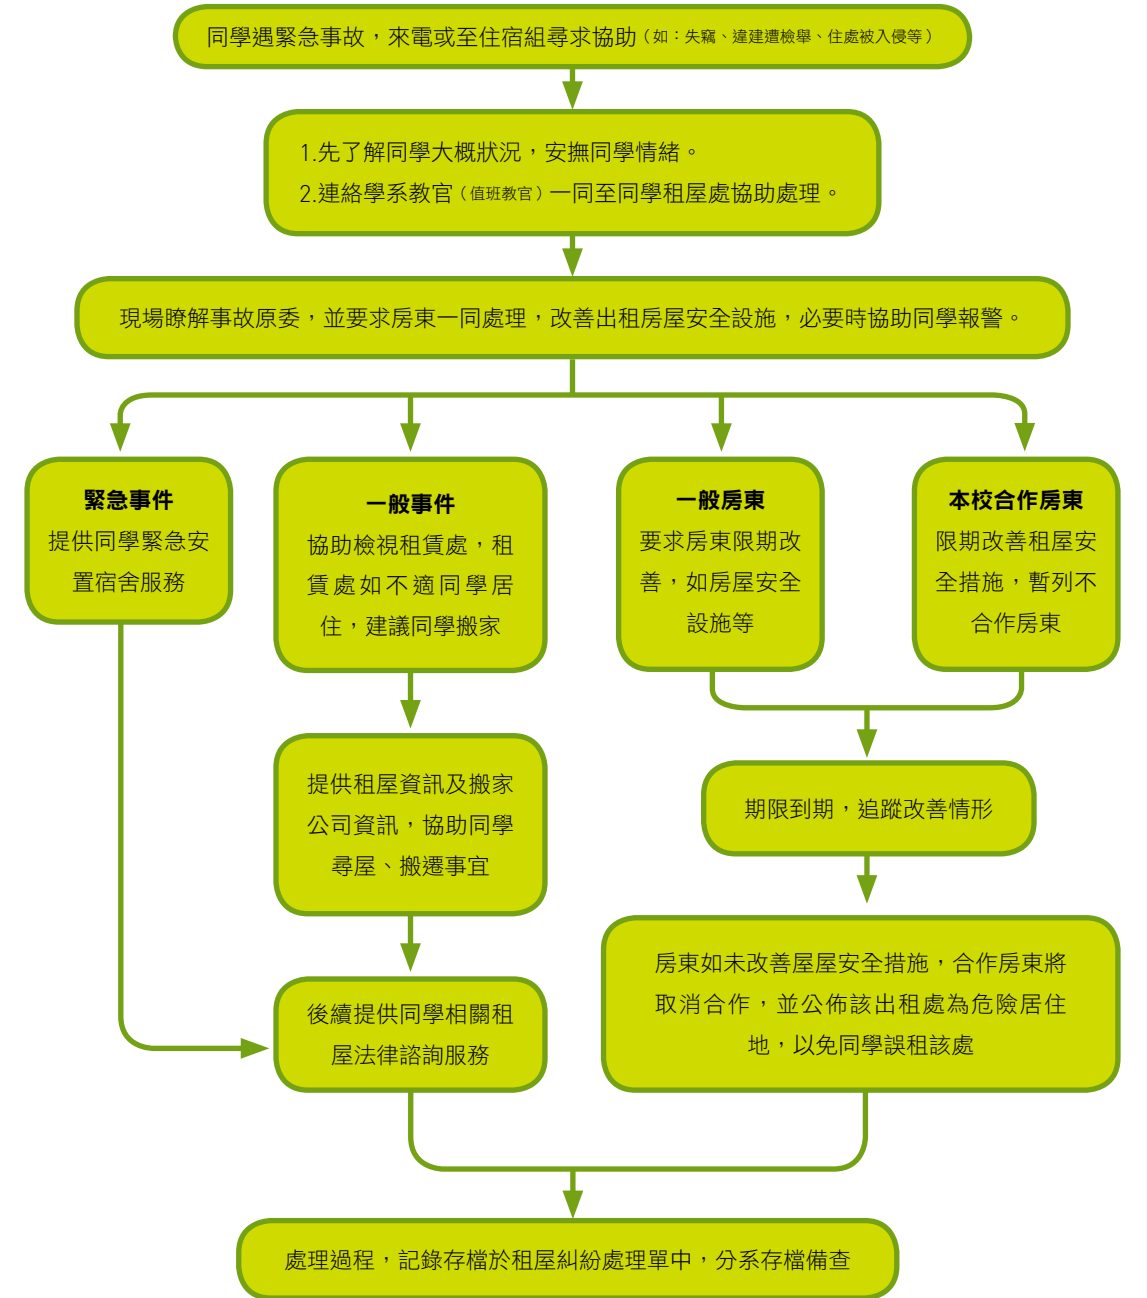 同學遇緊急事故，來電或至住宿組尋求協助（如：失竊、違建遭檢舉、住處被入侵等）
1.先了解同學大概狀況，安撫同學情緒。
2.連絡學系教官（值班教官）一同至同學租屋處協助處理。
現場瞭解事故原委，並要求房東一同處理，改善出租房屋安全設施，必要時協助同學報警。
緊急事件
提供同學緊急安
置宿舍服務
一般事件
協助檢視租賃處，租
賃處如不適同學居
住，建議同學搬家
一般房東
要求房東限期改
善，如房屋安全
設施等
本校合作房東
限期改善租屋安
全措施，暫列不
合作房東
提供租屋資訊及搬家
公司資訊，協助同學
尋屋、搬遷事宜
期限到期，追蹤改善情形
後續提供同學相關租
屋法律諮詢服務
房東如未改善屋屋安全措施，合作房東將
取消合作，並公佈該出租處為危險居住
地，以免同學誤租該處
處理過程，記錄存檔於租屋糾紛處理單中，分系存檔備查